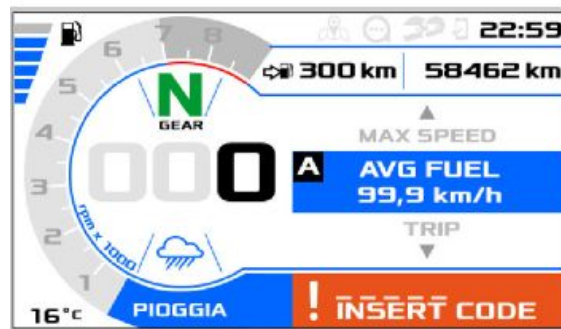 22:59
300 km
58462 km
8
7
6
5
4
3
2
1
rpm x 1000
N
GEAR
000
MAX SPEED
A
AVG FUEL
99,9 km/h
TRIP
16°c
PIOGGIA
! INSERT CODE